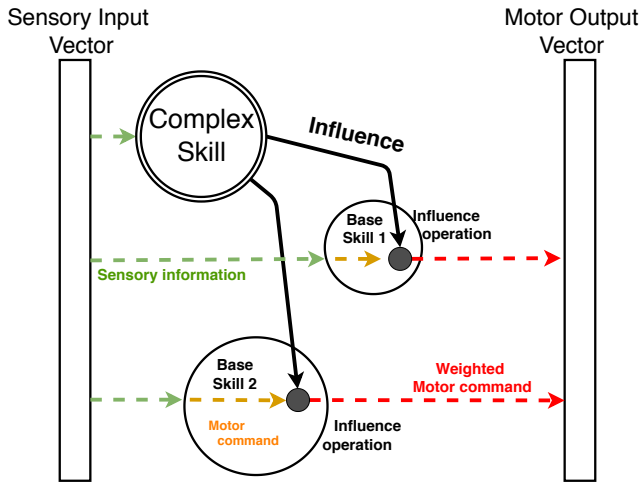 Sensory Input
Vector
Motor Output
Vector
Complex
Skill
Influence
Base
Skill 1
Influence
operation
Sensory information
Base
Skill 2
Motor
command
Influence
operation
Weighted
Motor command